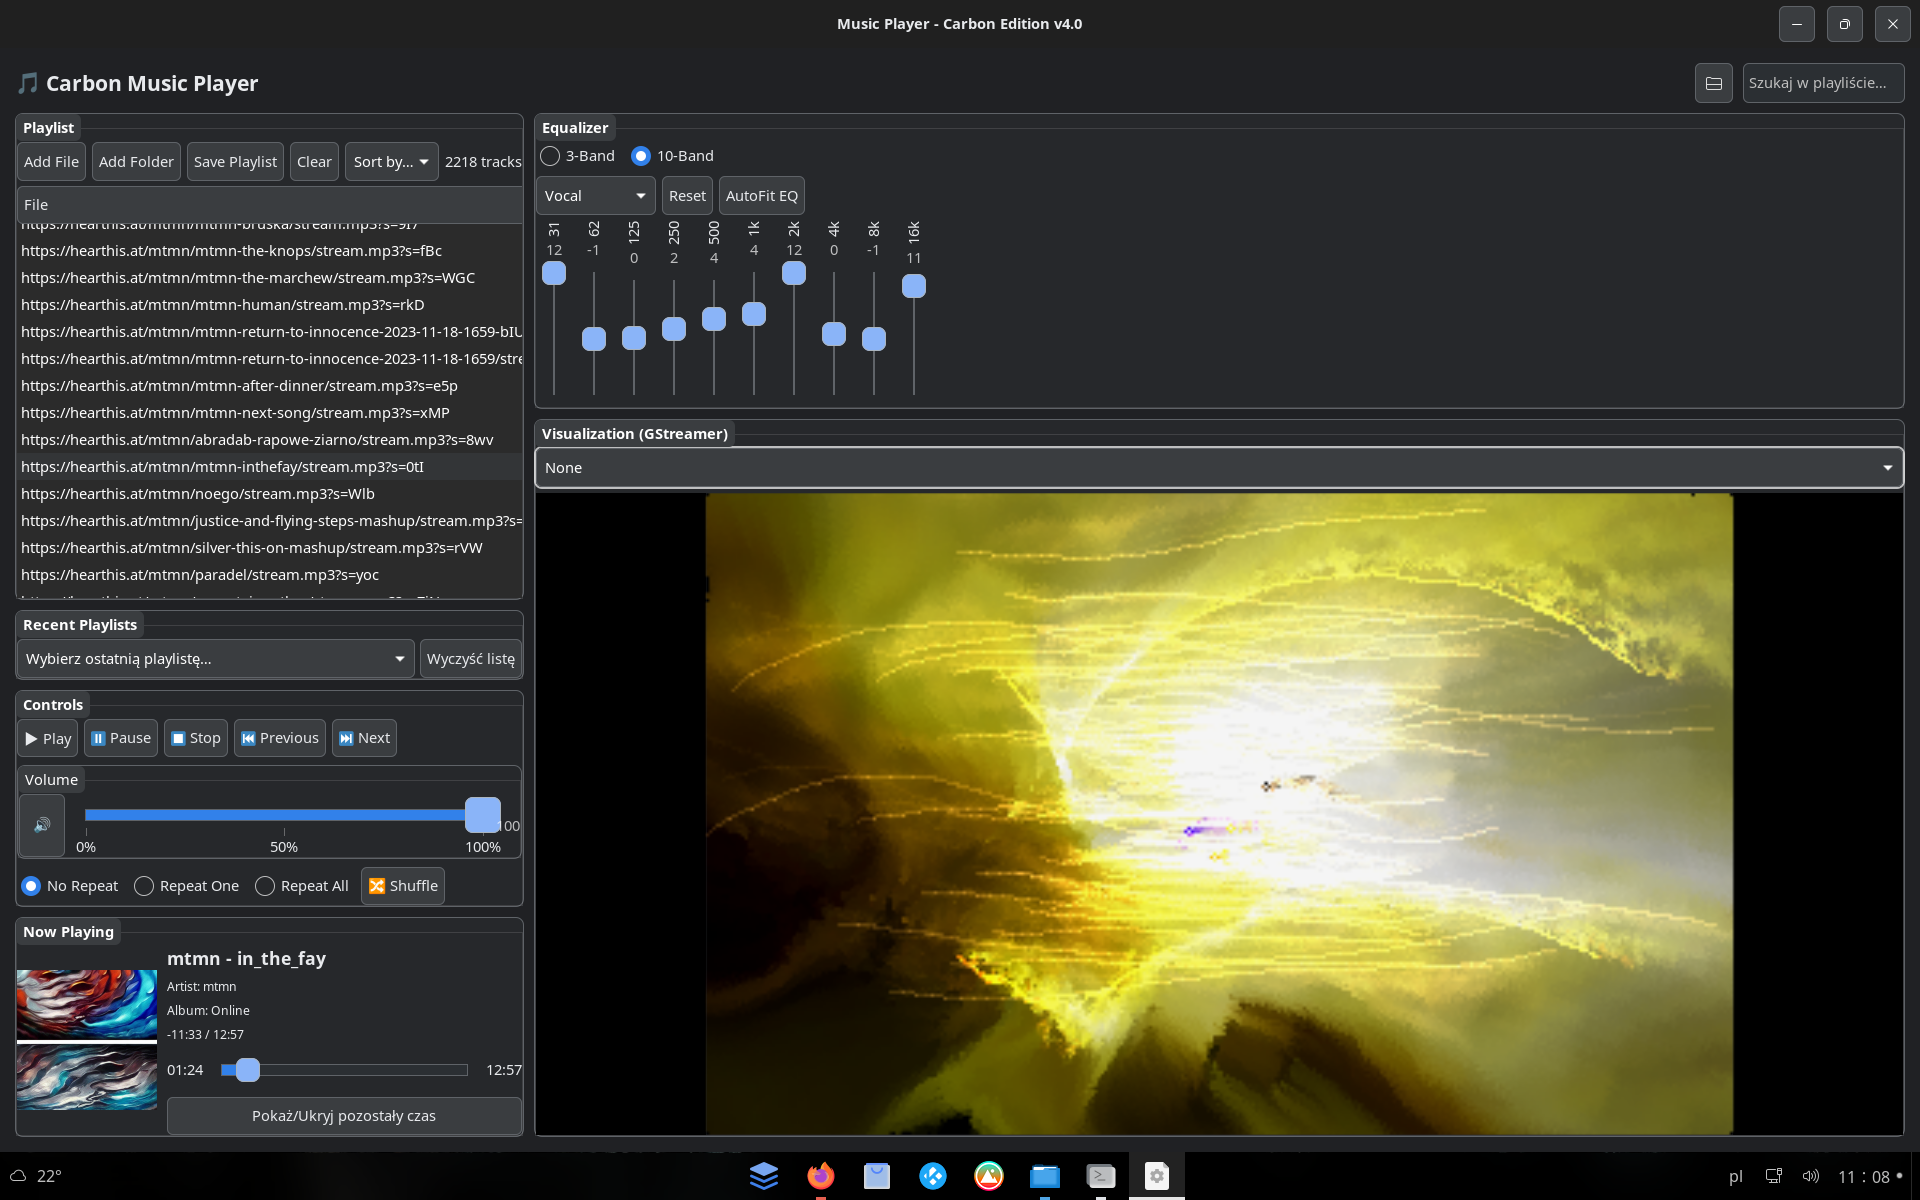 Music Player - Carbon Edition v4.0
Carbon Music Player
Szukaj w playliście...
Playlist
Add File Add Folder Save Playlist Clear Sort by... 2218 tracks
File
https://hearthis.at/mtmn/mtmn-bruska/stream.mp3?s=9I7
https://hearthis.at/mtmn/mtmn-the-knops/stream.mp3?s=fBc
https://hearthis.at/mtmn/mtmn-the-marchew/stream.mp3?s=WGC
https://hearthis.at/mtmn/mtmn-human/stream.mp3?s=rkD
https://hearthis.at/mtmn/mtmn-return-to-innocence-2023-11-18-1659-bIU
https://hearthis.at/mtmn/mtmn-return-to-innocence-2023-11-18-1659/stre
https://hearthis.at/mtmn/mtmn-after-dinner/stream.mp3?s=e5p
https://hearthis.at/mtmn/mtmn-next-song/stream.mp3?s=xMP
https://hearthis.at/mtmn/abradab-rapowe-ziarno/stream.mp3?s=8wv
https://hearthis.at/mtmn/mtmn-inthefay/stream.mp3?s=0tI
https://hearthis.at/mtmn/noego/stream.mp3?s=Wlb
https://hearthis.at/mtmn/justice-and-flying-steps-mashup/stream.mp3?s=
https://hearthis.at/mtmn/silver-this-on-mashup/stream.mp3?s=rVW
https://hearthis.at/mtmn/paradel/stream.mp3?s=yoc
Recent Playlists
Wybierz ostatnią playlistę... Wyczyść listę
Controls
Play Pause Stop Previous Next
Volume
100
0% 50% 100%
No Repeat Repeat One Repeat All Shuffle
Now Playing
mtmn - in_the_fay
Artist: mtmn
Album: Online
-11:33 / 12:57
01:24 12:57
Pokaż/Ukryj pozostały czas
Equalizer
3-Band 10-Band
Vocal Reset AutoFit EQ
31 62 125 250 500 1k 2k 4k 8k 16k
12 -1 0 2 4 4 12 0 -1 11
Visualization (GStreamer)
None
22° pl 11 : 08